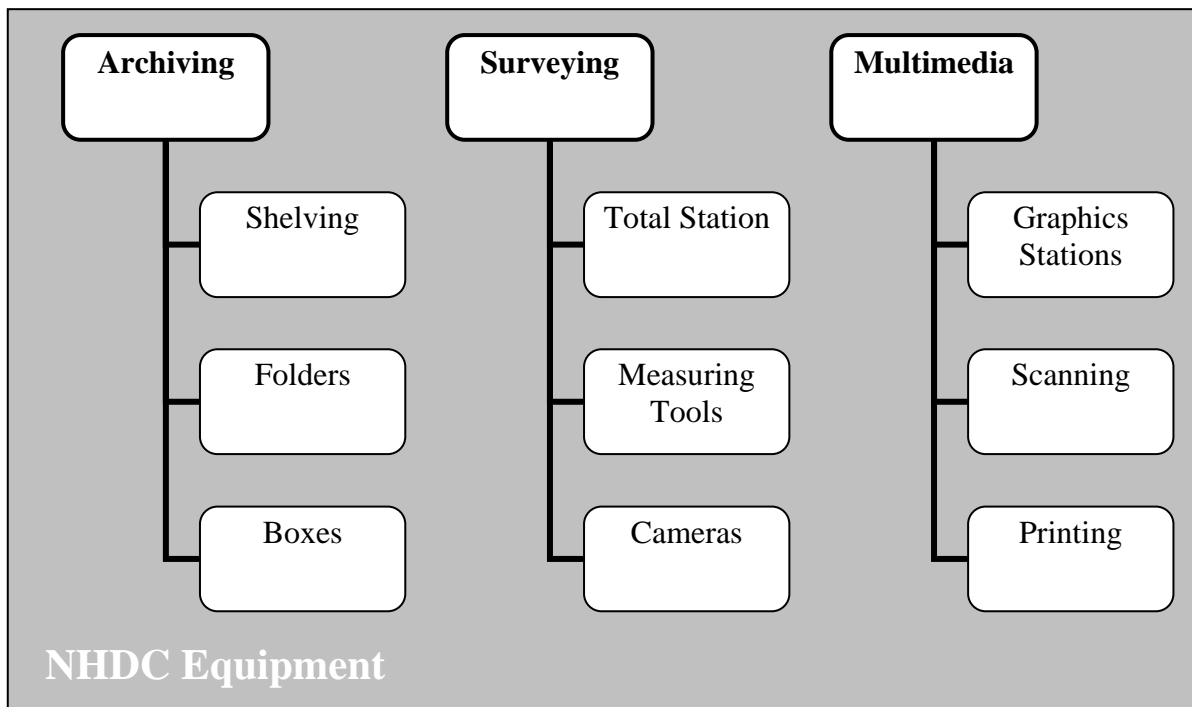 Archiving
Shelving
Folders
Boxes
Surveying
Total Station
Measuring
Tools
Cameras
Multimedia
Graphics
Stations
Scanning
Printing
NHDC Equipment